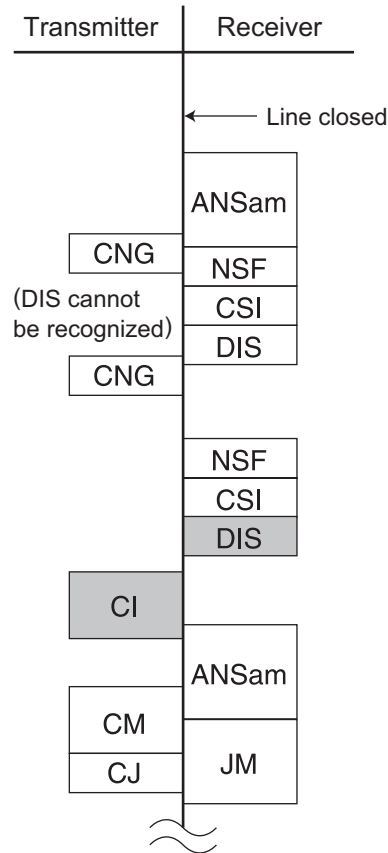 Transmitter Receiver
Line closed
ANSam
CNG
NSF
(DIS cannot
be recognized)
CSI
DIS
CNG
NSF
CSI
DIS
CI
ANSam
CM
JM
CJ